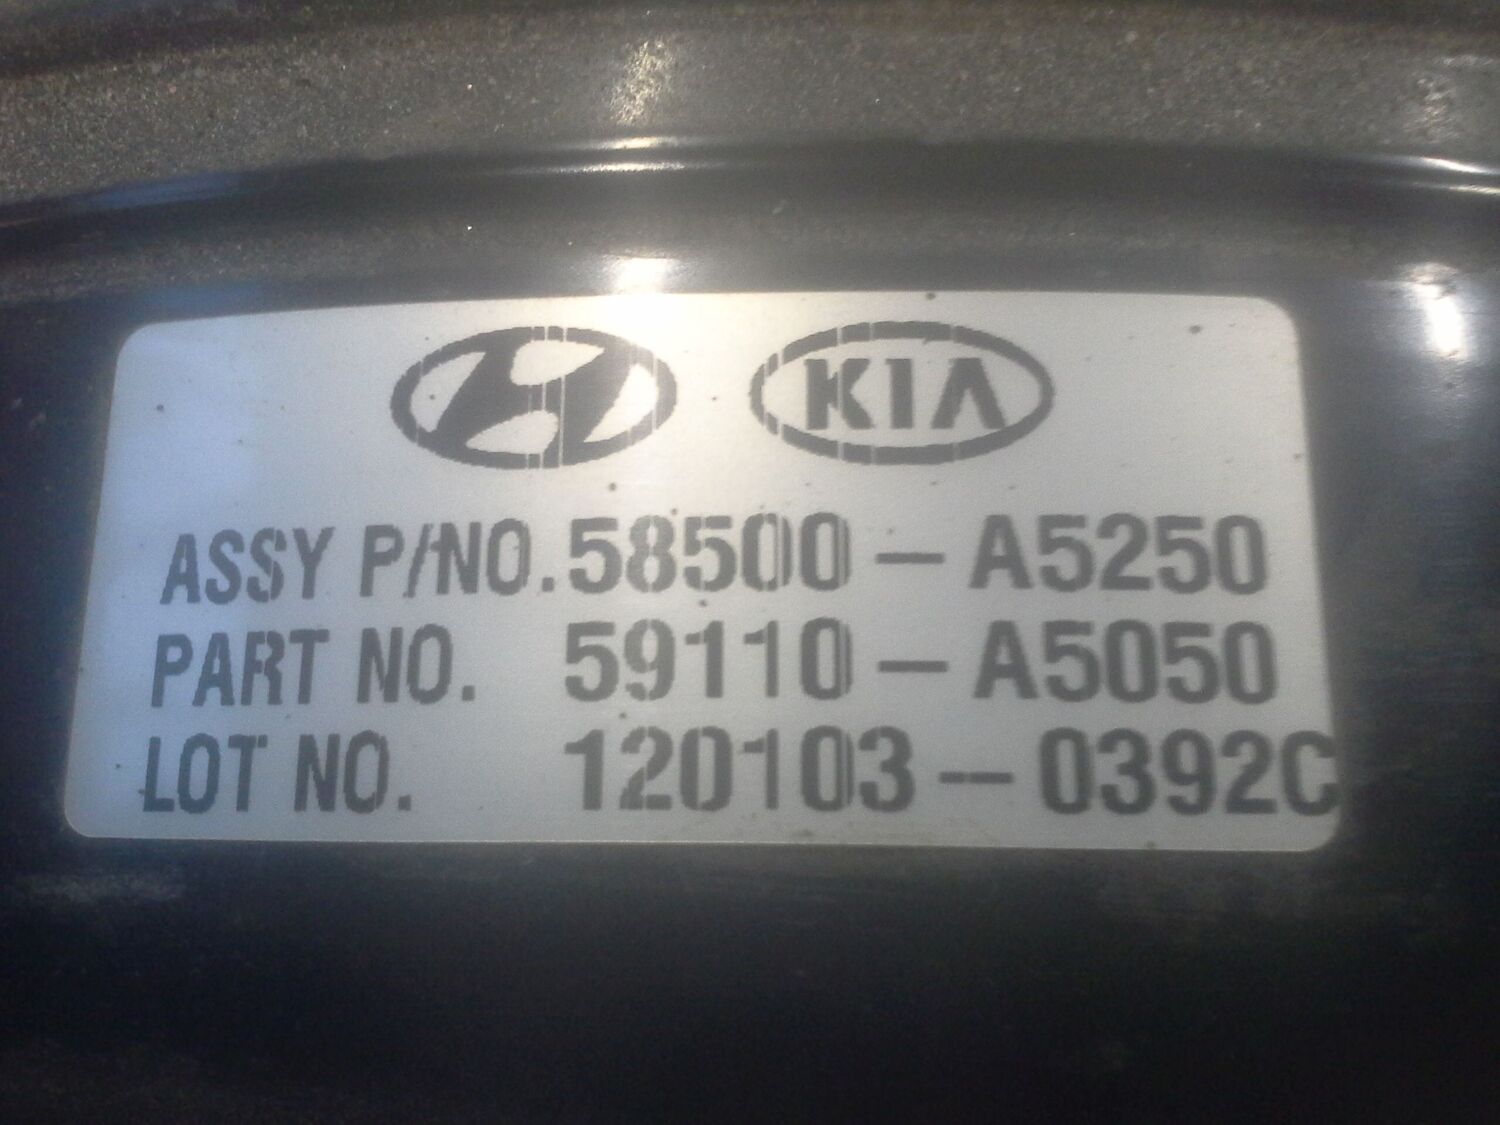 KIA
ASSY P/NO. 58500-A5250
PART NO. 59110-A5050
LOT NO. 120103-0392C